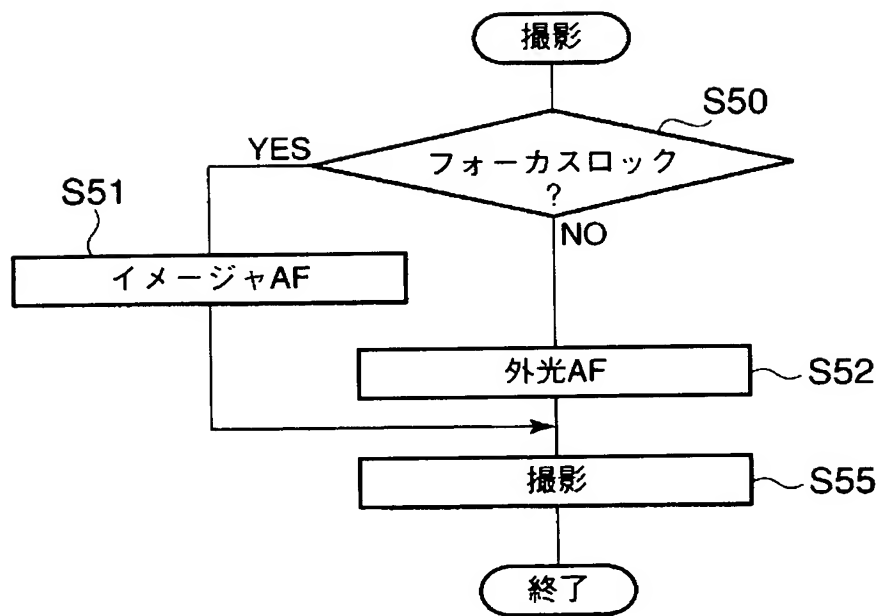 撮影
S50
YES
フォーカスロック
?
S51
NO
イメージャAF
外光AF
S52
撮影
S55
終了